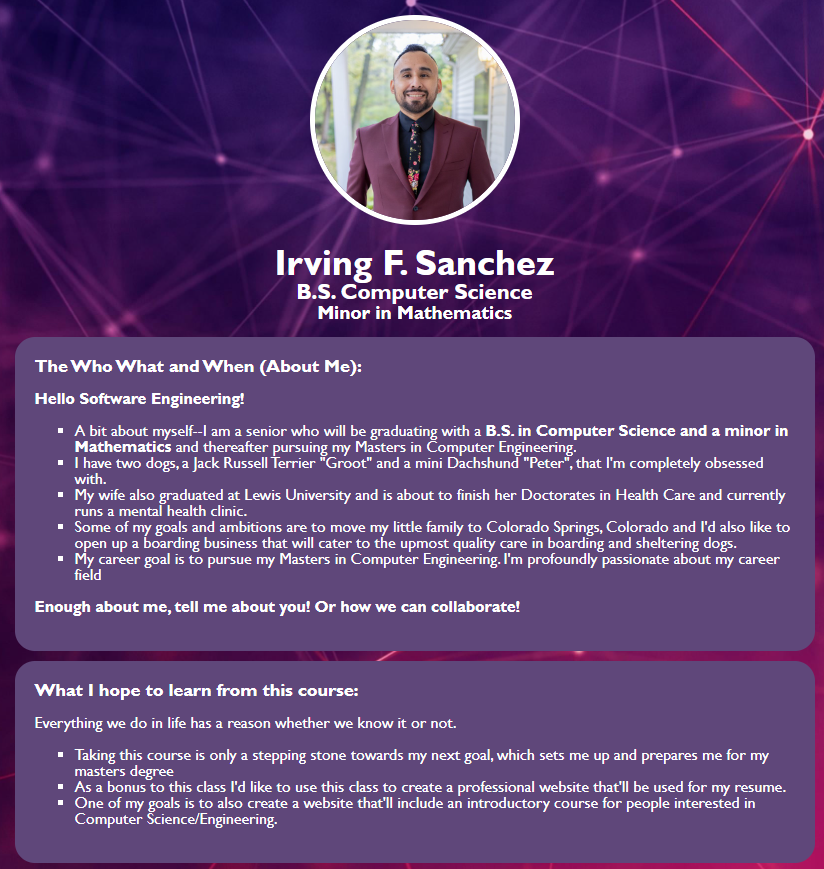 Irving F. Sanchez
B.S. Computer Science
Minor in Mathematics
The Who What and When (About Me):
Hello Software Engineering!
A bit about myself--I am a senior who will be graduating with a B.S. in Computer Science and a minor in
Mathematics and thereafter pursuing my Masters in Computer Engineering.
I have two dogs, a Jack Russell Terrier "Groot" and a mini Dachshund "Peter", that I'm completely obsessed
with.
My wife also graduated at Lewis University and is about to finish her Doctorates in Health Care and currently
runs a mental health clinic.
Some of my goals and ambitions are to move my little family to Colorado Springs, Colorado and I'd also like to
open up a boarding business that will cater to the upmost quality care in boarding and sheltering dogs.
My career goal is to pursue my Masters in Computer Engineering. I'm profoundly passionate about my career
field
Enough about me, tell me about you! Or how we can collaborate!
What I hope to learn from this course:
Everything we do in life has a reason whether we know it or not.
Taking this course is only a stepping stone towards my next goal, which sets me up and prepares me for my
masters degree
As a bonus to this class I'd like to use this class to create a professional website that'll be used for my resume.
One of my goals is to also create a website that'll include an introductory course for people interested in
Computer Science/Engineering.